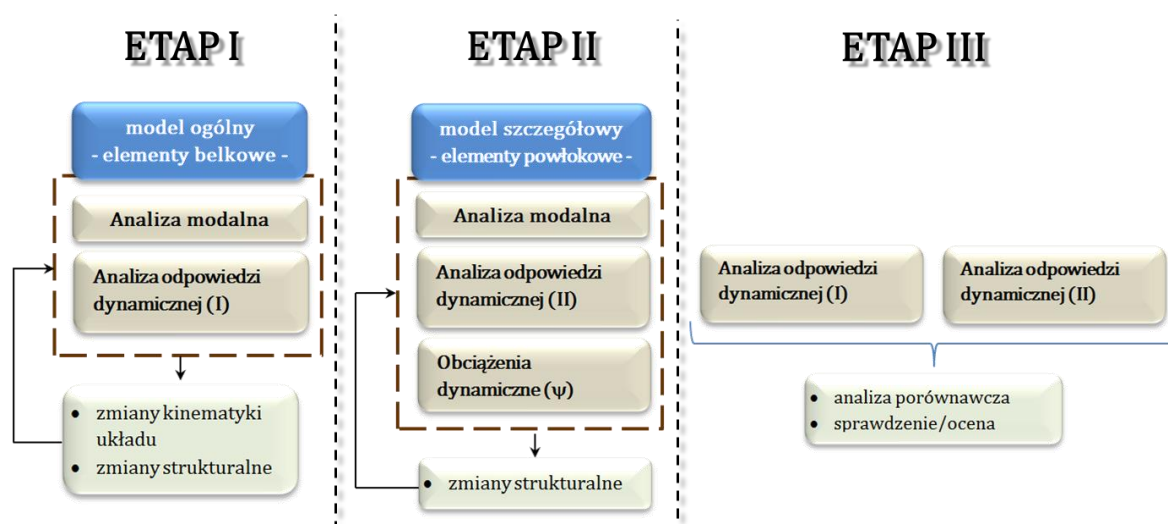 ETAP I
model ogólny
- elementy belkowe -
Analiza modalna
Analiza odpowiedzi
dynamicznej (I)
• zmiany kinematyki
układu
• zmiany strukturalne
ETAP II
model szczegółowy
- elementy powłokowe -
Analiza modalna
Analiza odpowiedzi
dynamicznej (II)
Obciążenia
dynamiczne (ψ)
• zmiany strukturalne
ETAP III
Analiza odpowiedzi
dynamicznej (I)
Analiza odpowiedzi
dynamicznej (II)
• analiza porównawcza
• sprawdzenie/ocena